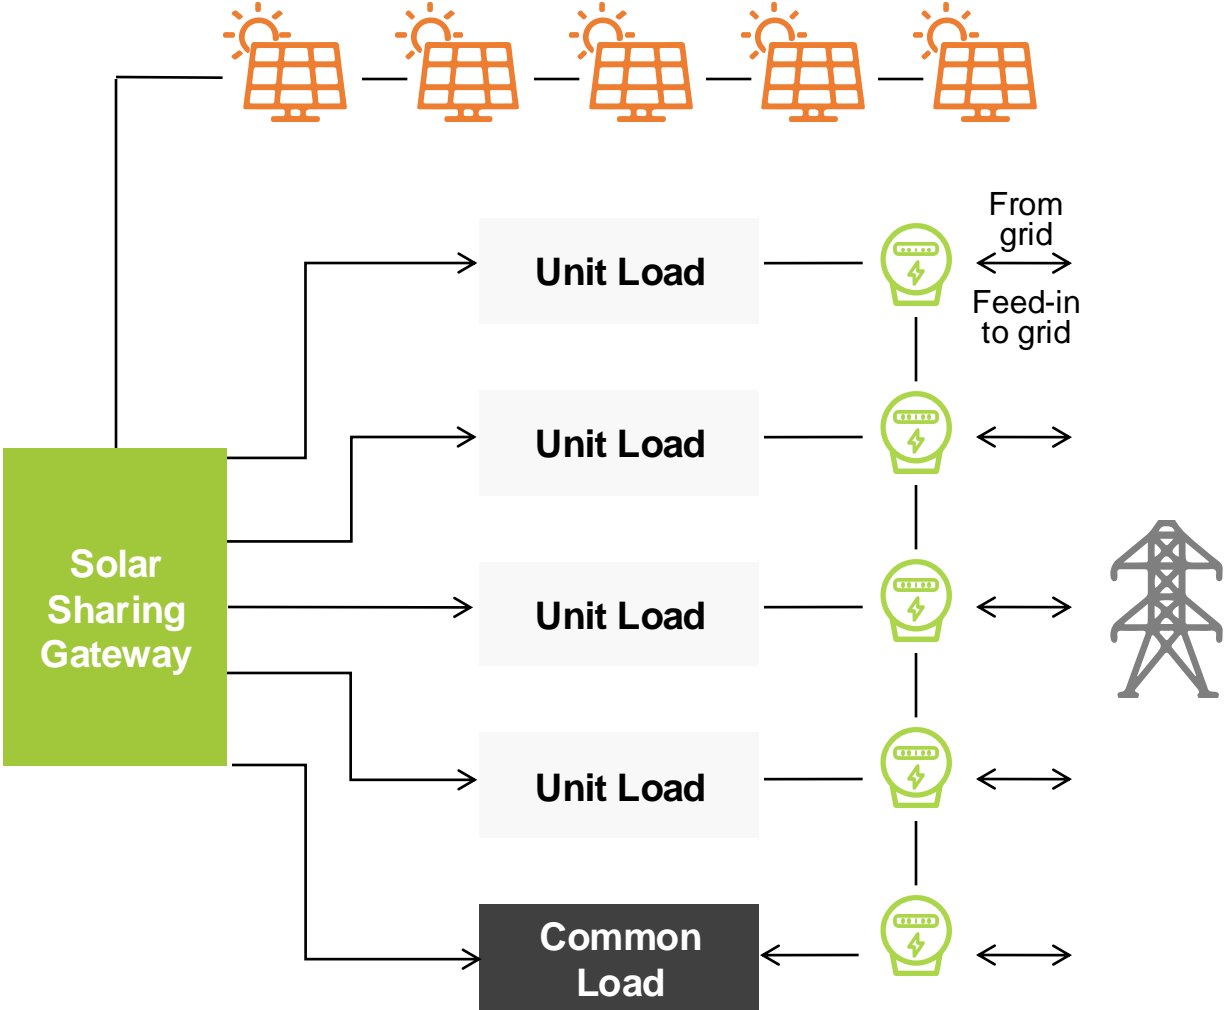 From
grid
Unit Load
Feed-in
to grid
Unit Load
Solar
Sharing
Gateway
Unit Load
Unit Load
Common
Load